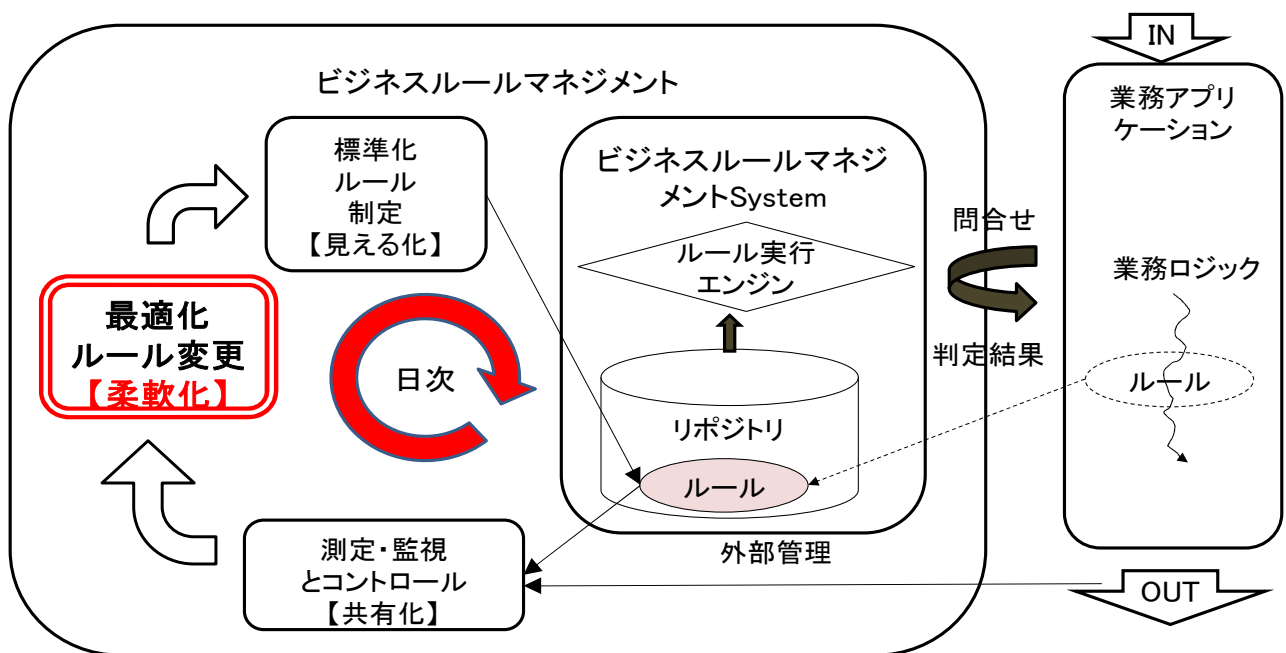 ビジネスルールマネジメント
標準化
ルール
制定
【見える化】
最適化
ルール変更
【柔軟化】
日次
測定・監視
とコントロール
【共有化】
ビジネスルールマネジ
メントSystem
ルール実行
エンジン
リポジトリ
ルール
外部管理
問合せ
判定結果
IN
業務アプリ
ケーション
業務ロジック
ルール
OUT